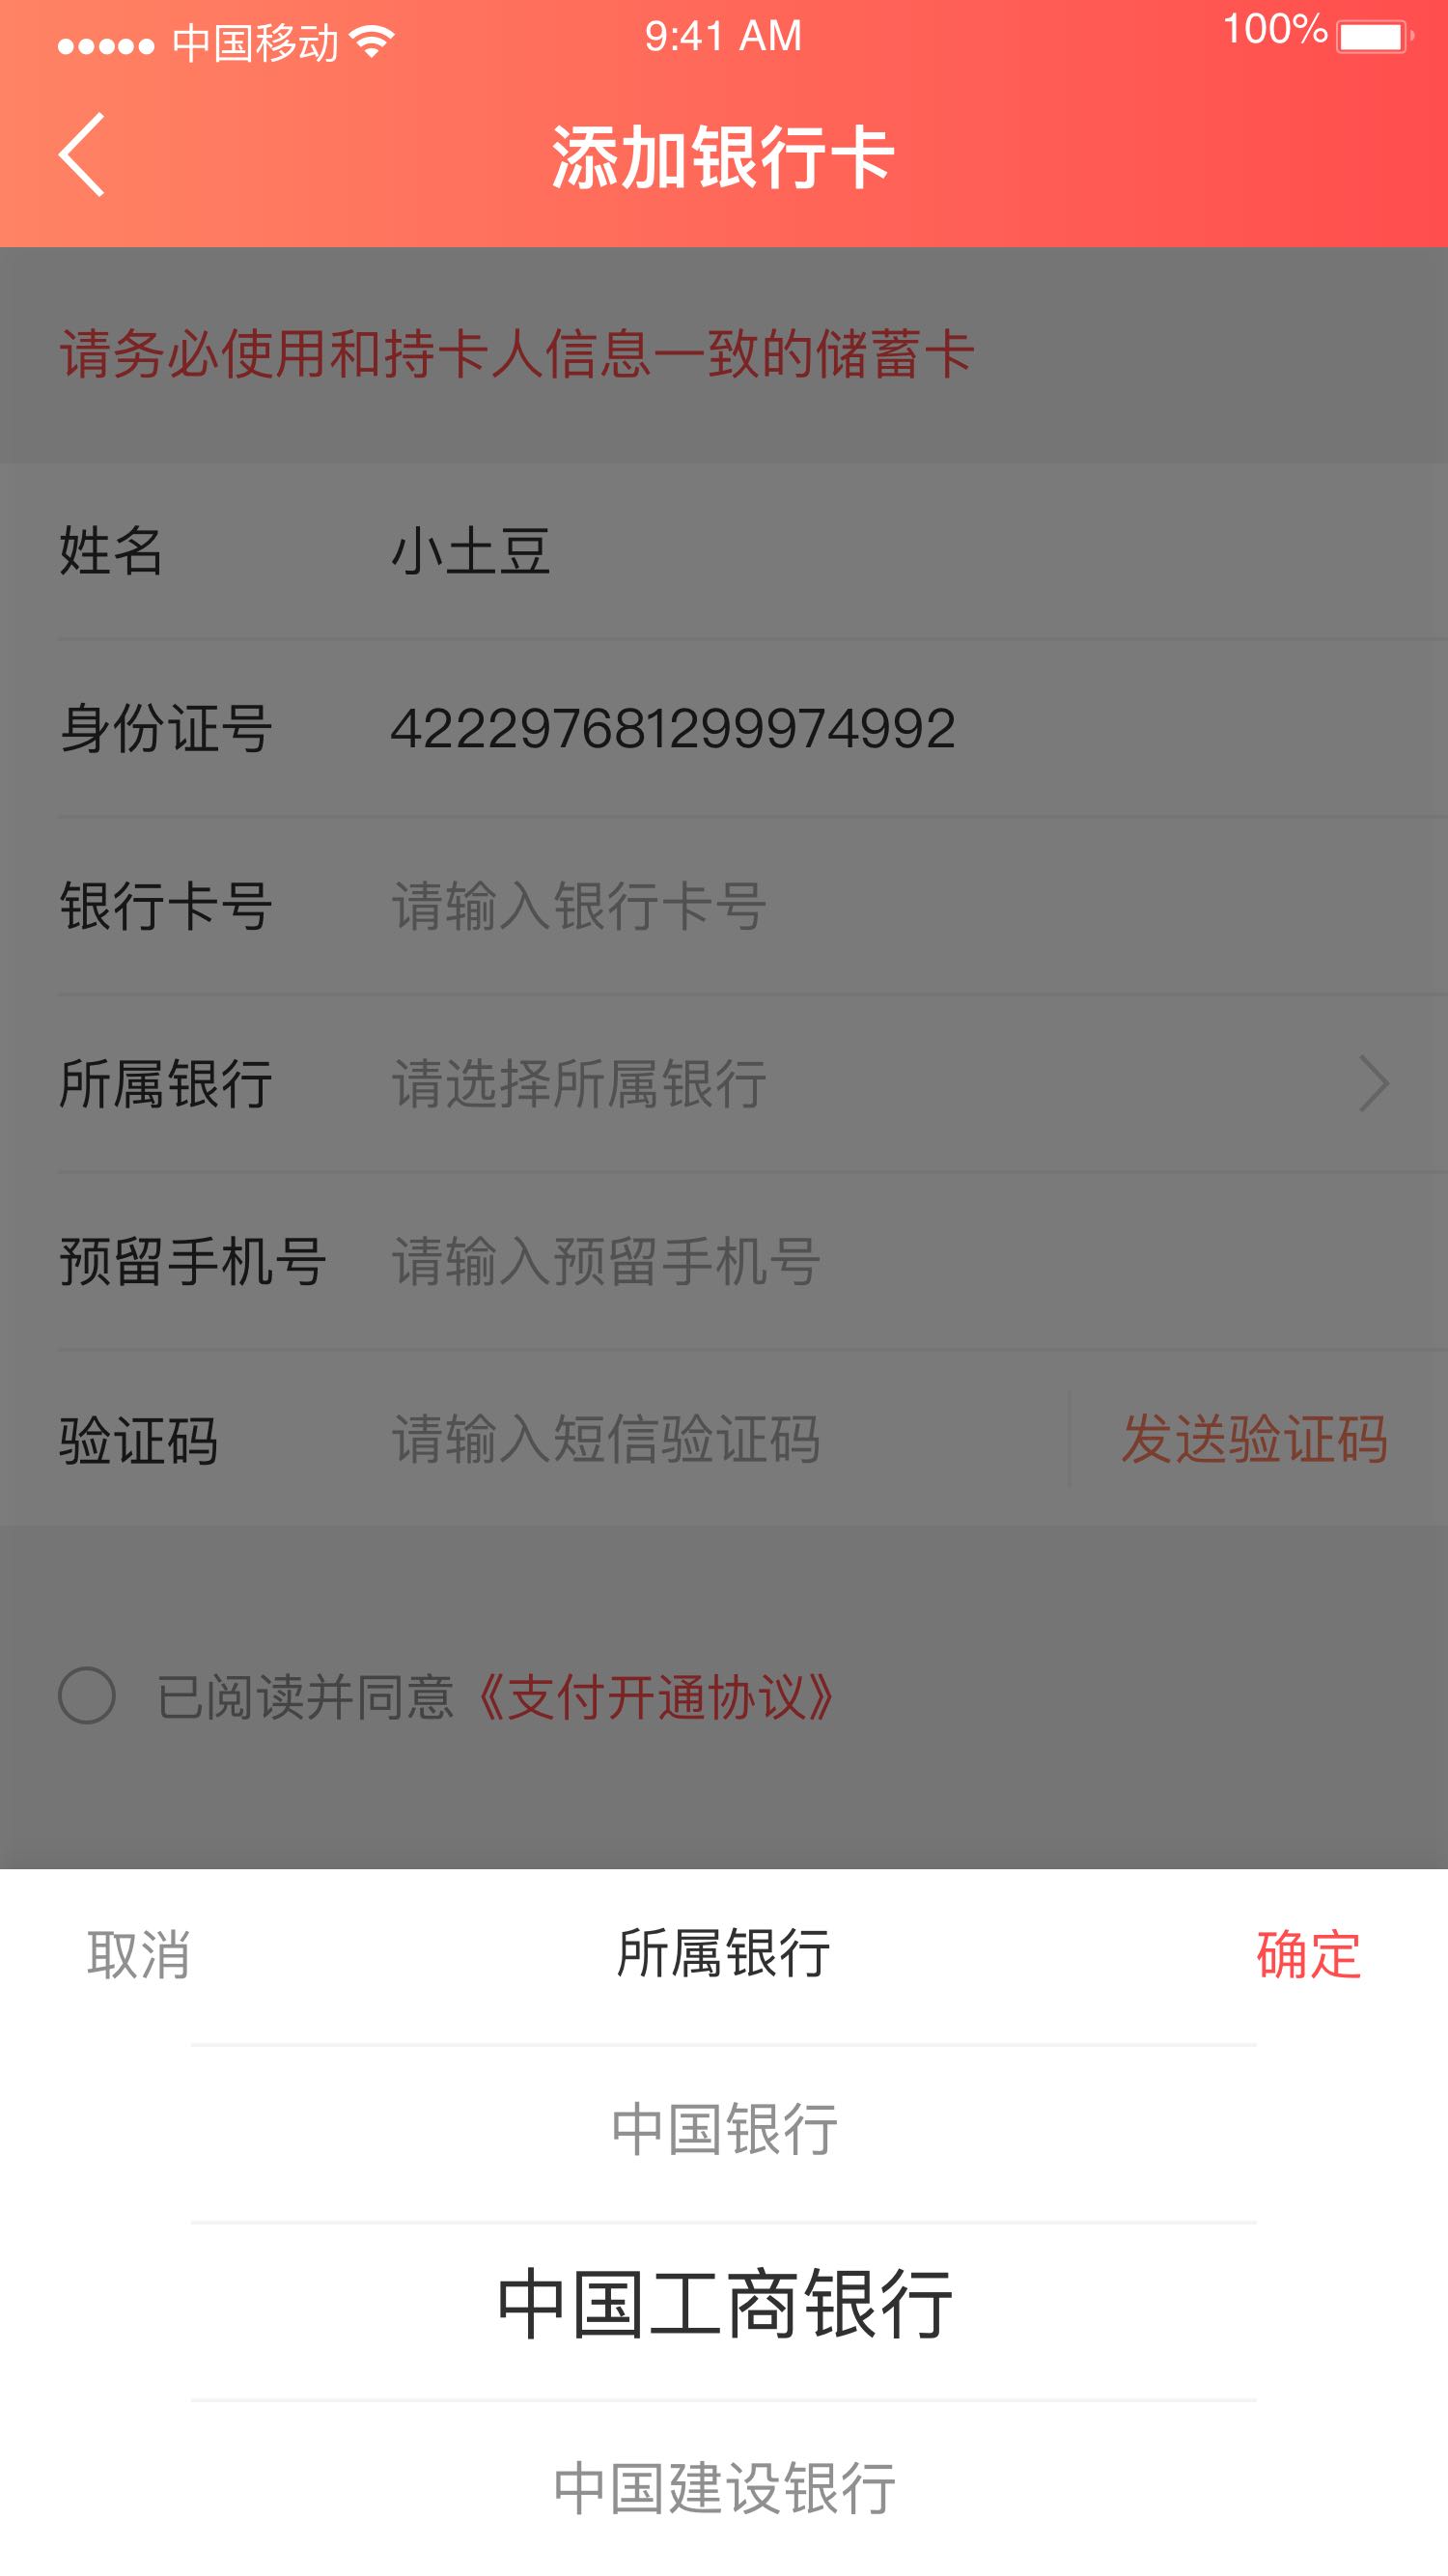 中国移动 9:41 AM 100%
添加银行卡
请务必使用和持卡人信息一致的储蓄卡
姓名 小土豆
身份证号 422297681299974992
银行卡号 请输入银行卡号
所属银行 请选择所属银行
预留手机号 请输入预留手机号
验证码 请输入短信验证码 发送验证码
已阅读并同意《支付开通协议》
取消 所属银行 确定
中国银行
中国工商银行
中国建设银行